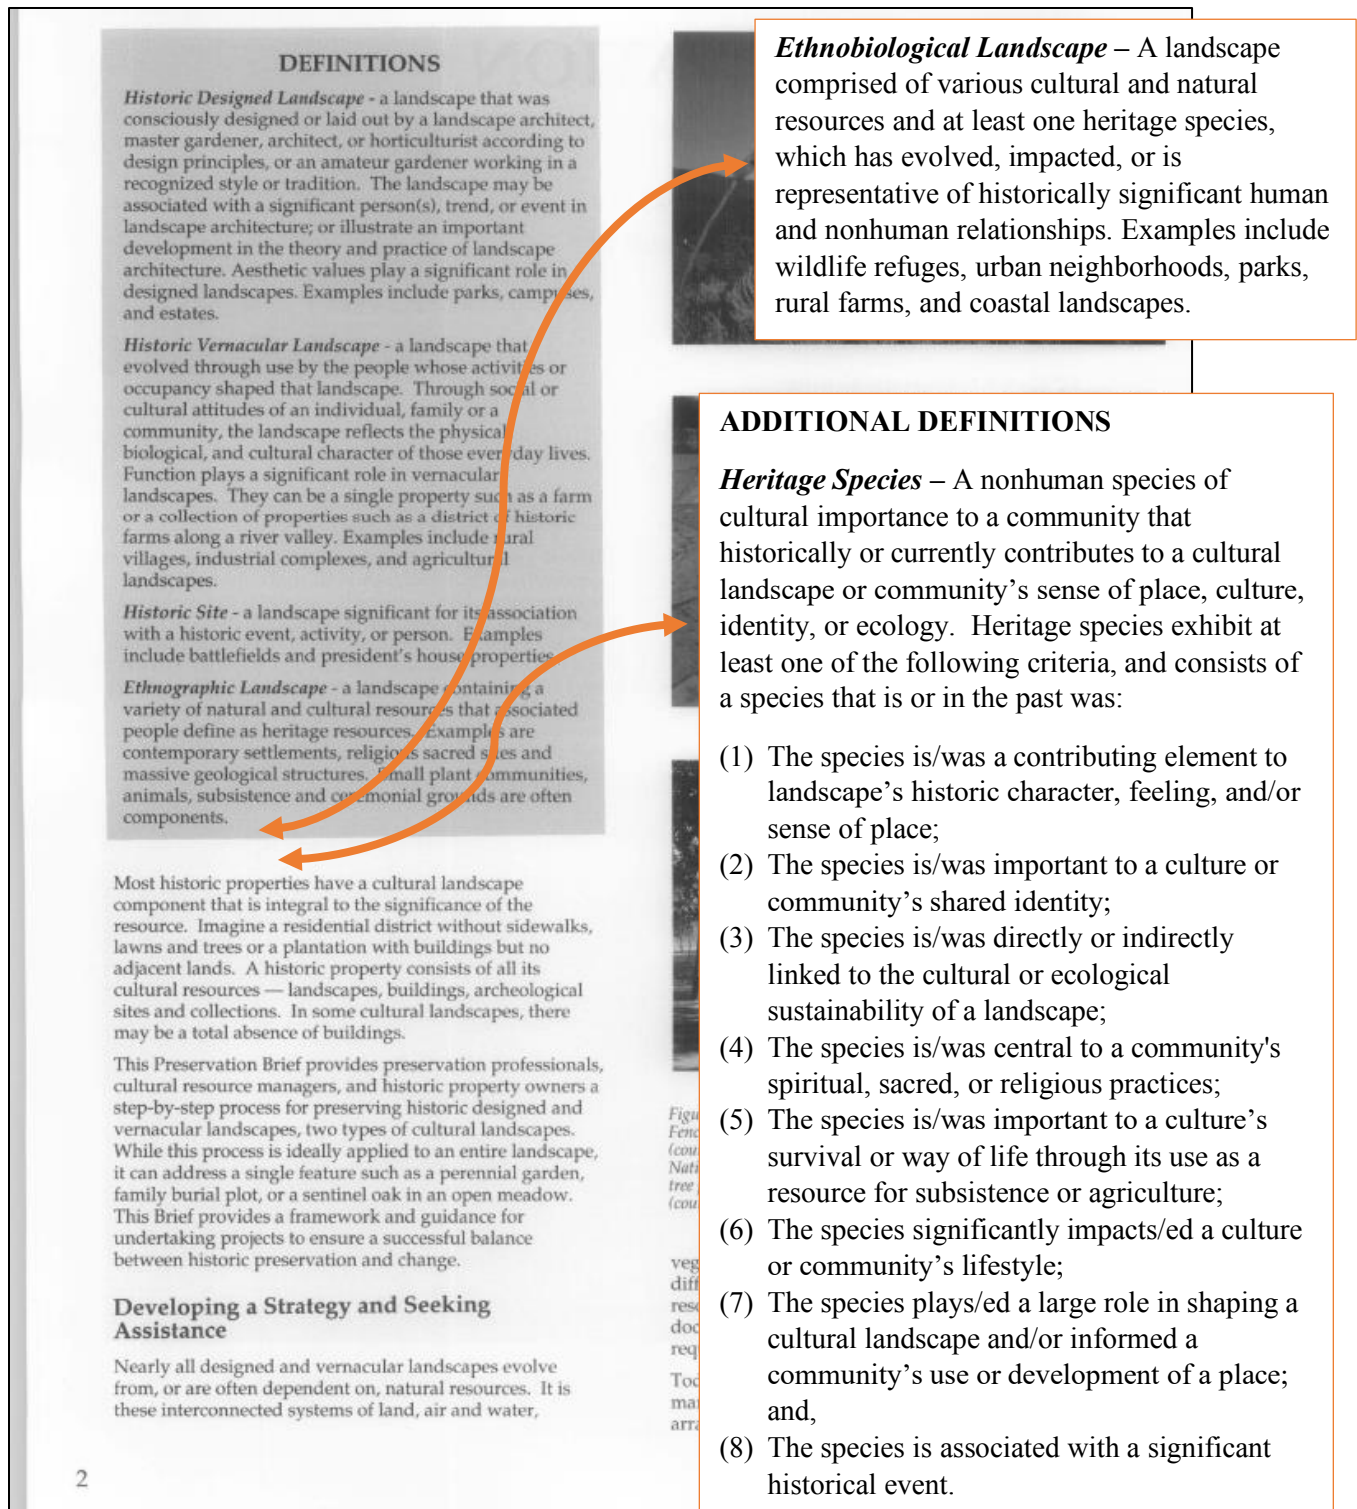 DEFINITIONS
Historic Designed Landscape - a landscape that was
consciously designed or laid out by a landscape architect,
master gardener, architect, or horticulturist according to
design principles, or an amateur gardener working in a
recognized style or tradition. The landscape may be
associated with a significant person(s), trend, or event in
landscape architecture; or illustrate an important
development in the theory and practice of landscape
architecture. Aesthetic values play a significant role in
designed landscapes. Examples include parks, campuses,
and estates.
Historic Vernacular Landscape - a landscape that
evolved through use by the people whose activities or
occupancy shaped that landscape. Through social or
cultural attitudes of an individual, family or a
community, the landscape reflects the physical
biological, and cultural character of those everyday lives.
Function plays a significant role in vernacular
landscapes. They can be a single property such as a farm
or a collection of properties such as a district of historic
farms along a river valley. Examples include rural
villages, industrial complexes, and agricultural
landscapes.
Historic Site - a landscape significant for its association
with a historic event, activity, or person. Examples
include battlefields and president's house properties
Ethnographic Landscape - a landscape containing a
variety of natural and cultural resources that associated
people define as heritage resources. Examples are
contemporary settlements, religious sacred sites and
massive geological structures. Small plant communities,
animals, subsistence and ceremonial grounds are often
components.
Most historic properties have a cultural landscape
component that is integral to the significance of the
resource. Imagine a residential district without sidewalks,
lawns and trees or a plantation with buildings but no
adjacent lands. A historic property consists of all its
cultural resources — landscapes, buildings, archeological
sites and collections. In some cultural landscapes, there
may be a total absence of buildings.
This Preservation Brief provides preservation professionals,
cultural resource managers, and historic property owners a
step-by-step process for preserving historic designed and
vernacular landscapes, two types of cultural landscapes.
While this process is ideally applied to an entire landscape,
it can address a single feature such as a perennial garden,
family burial plot, or a sentinel oak in an open meadow.
This Brief provides a framework and guidance for
undertaking projects to ensure a successful balance
between historic preservation and change.
Developing a Strategy and Seeking
Assistance
Nearly all designed and vernacular landscapes evolve
from, or are often dependent on, natural resources. It is
these interconnected systems of land, air and water,
2
Ethnobiological Landscape – A landscape
comprised of various cultural and natural
resources and at least one heritage species,
which has evolved, impacted, or is
representative of historically significant human
and nonhuman relationships. Examples include
wildlife refuges, urban neighborhoods, parks,
rural farms, and coastal landscapes.
ADDITIONAL DEFINITIONS
Heritage Species – A nonhuman species of
cultural importance to a community that
historically or currently contributes to a cultural
landscape or community’s sense of place, culture,
identity, or ecology. Heritage species exhibit at
least one of the following criteria, and consists of
a species that is or in the past was:
(1) The species is/was a contributing element to
landscape’s historic character, feeling, and/or
sense of place;
(2) The species is/was important to a culture or
community’s shared identity;
(3) The species is/was directly or indirectly
linked to the cultural or ecological
sustainability of a landscape;
(4) The species is/was central to a community's
spiritual, sacred, or religious practices;
(5) The species is/was important to a culture’s
survival or way of life through its use as a
resource for subsistence or agriculture;
(6) The species significantly impacts/ed a culture
or community’s lifestyle;
(7) The species plays/ed a large role in shaping a
cultural landscape and/or informed a
community’s use or development of a place;
and,
(8) The species is associated with a significant
historical event.